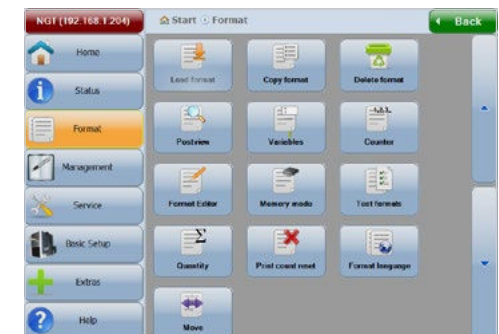 NGT (192.168.1.204)
Start Format
Back
Home
Status
Format
Management
Service
Basic Setup
Extras
Help
Load format
Copy format
Delete format
Postview
Variables
Counter
Format Editor
Memory mode
Test formats
Quantity
Print count reset
Format language
Move